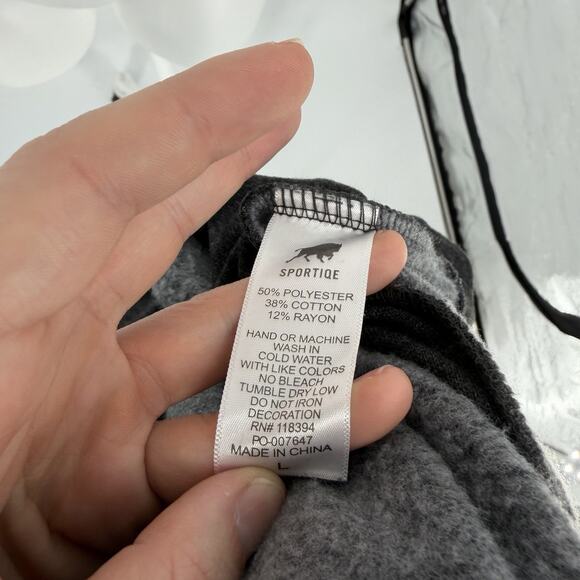 SPORTIQE
50% POLYESTER
38% COTTON
12% RAYON
HAND OR MACHINE
WASH IN
COLD WATER
WITH LIKE COLORS
NO BLEACH
TUMBLE DRY LOW
DO NOT IRON
DECORATION
RN# 118394
PO-007647
MADE IN CHINA
L